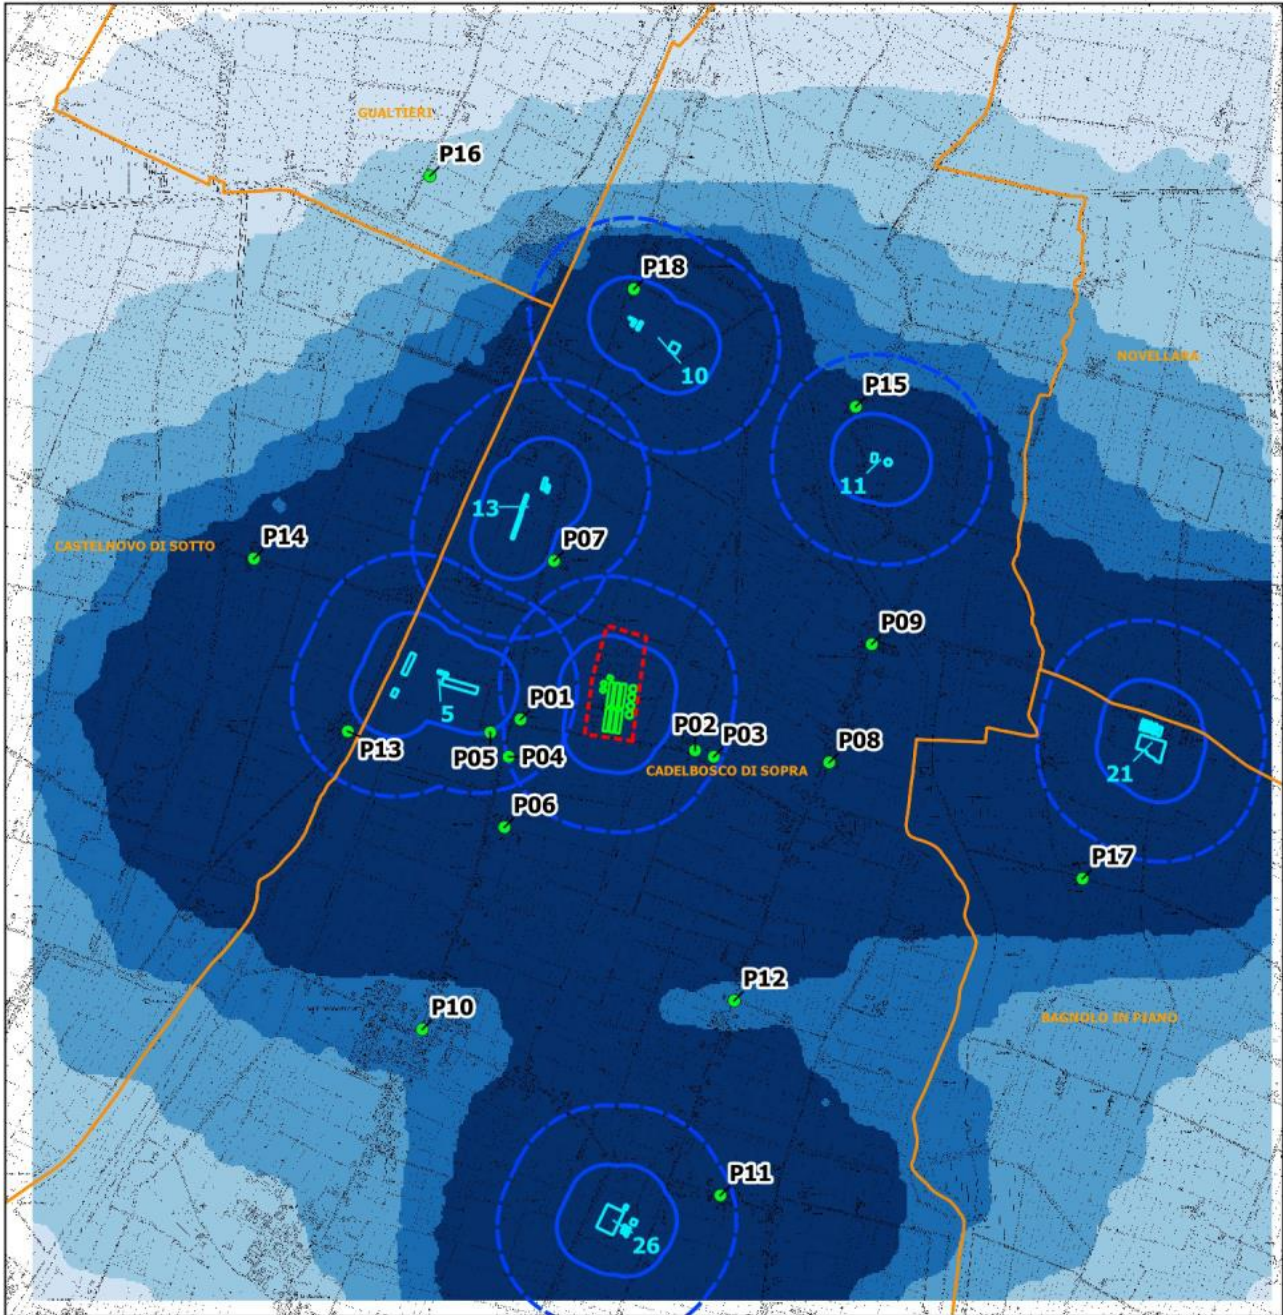 GUALTIERI
P16
P18
10
NOVELLARA
P15
11
13
P14
CASTELNOVO DI SOTTO
P07
P09
P01
5
P02
P03
P13
P05
P04
P08
CADELBOSCO DI SOPRA
21
P06
P17
P12
P10
BAGNOLO IN PIANO
P11
26